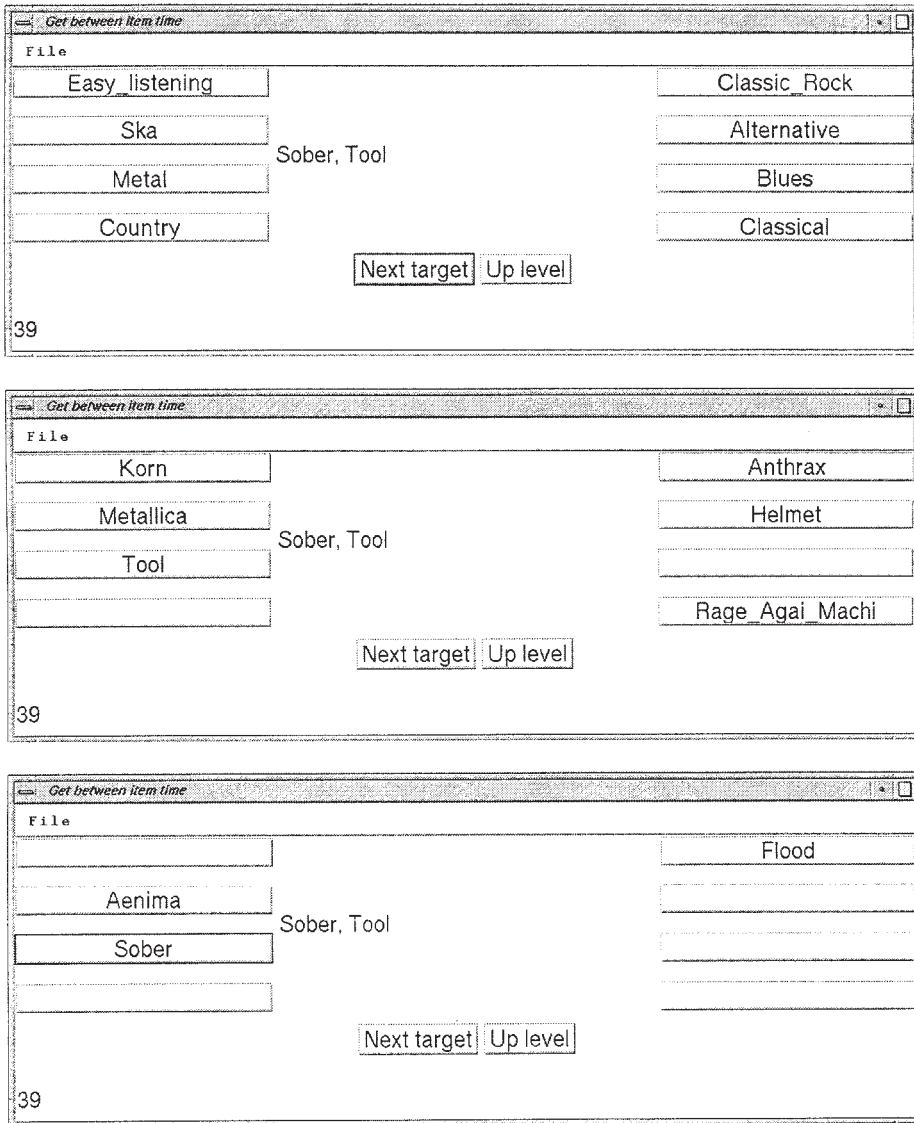 Get between item time
File
Easy_listening
Classic_Rock
Ska
Alternative
Sober, Tool
Metal
Blues
Country
Classical
Next target Up level
39
Get between item time
File
Korn
Anthrax
Metallica
Helmet
Sober, Tool
Tool
Rage_Agai_Machi
Next target Up level
39
Get between item time
File
Flood
Aenima
Sober, Tool
Sober
Next target Up level
39